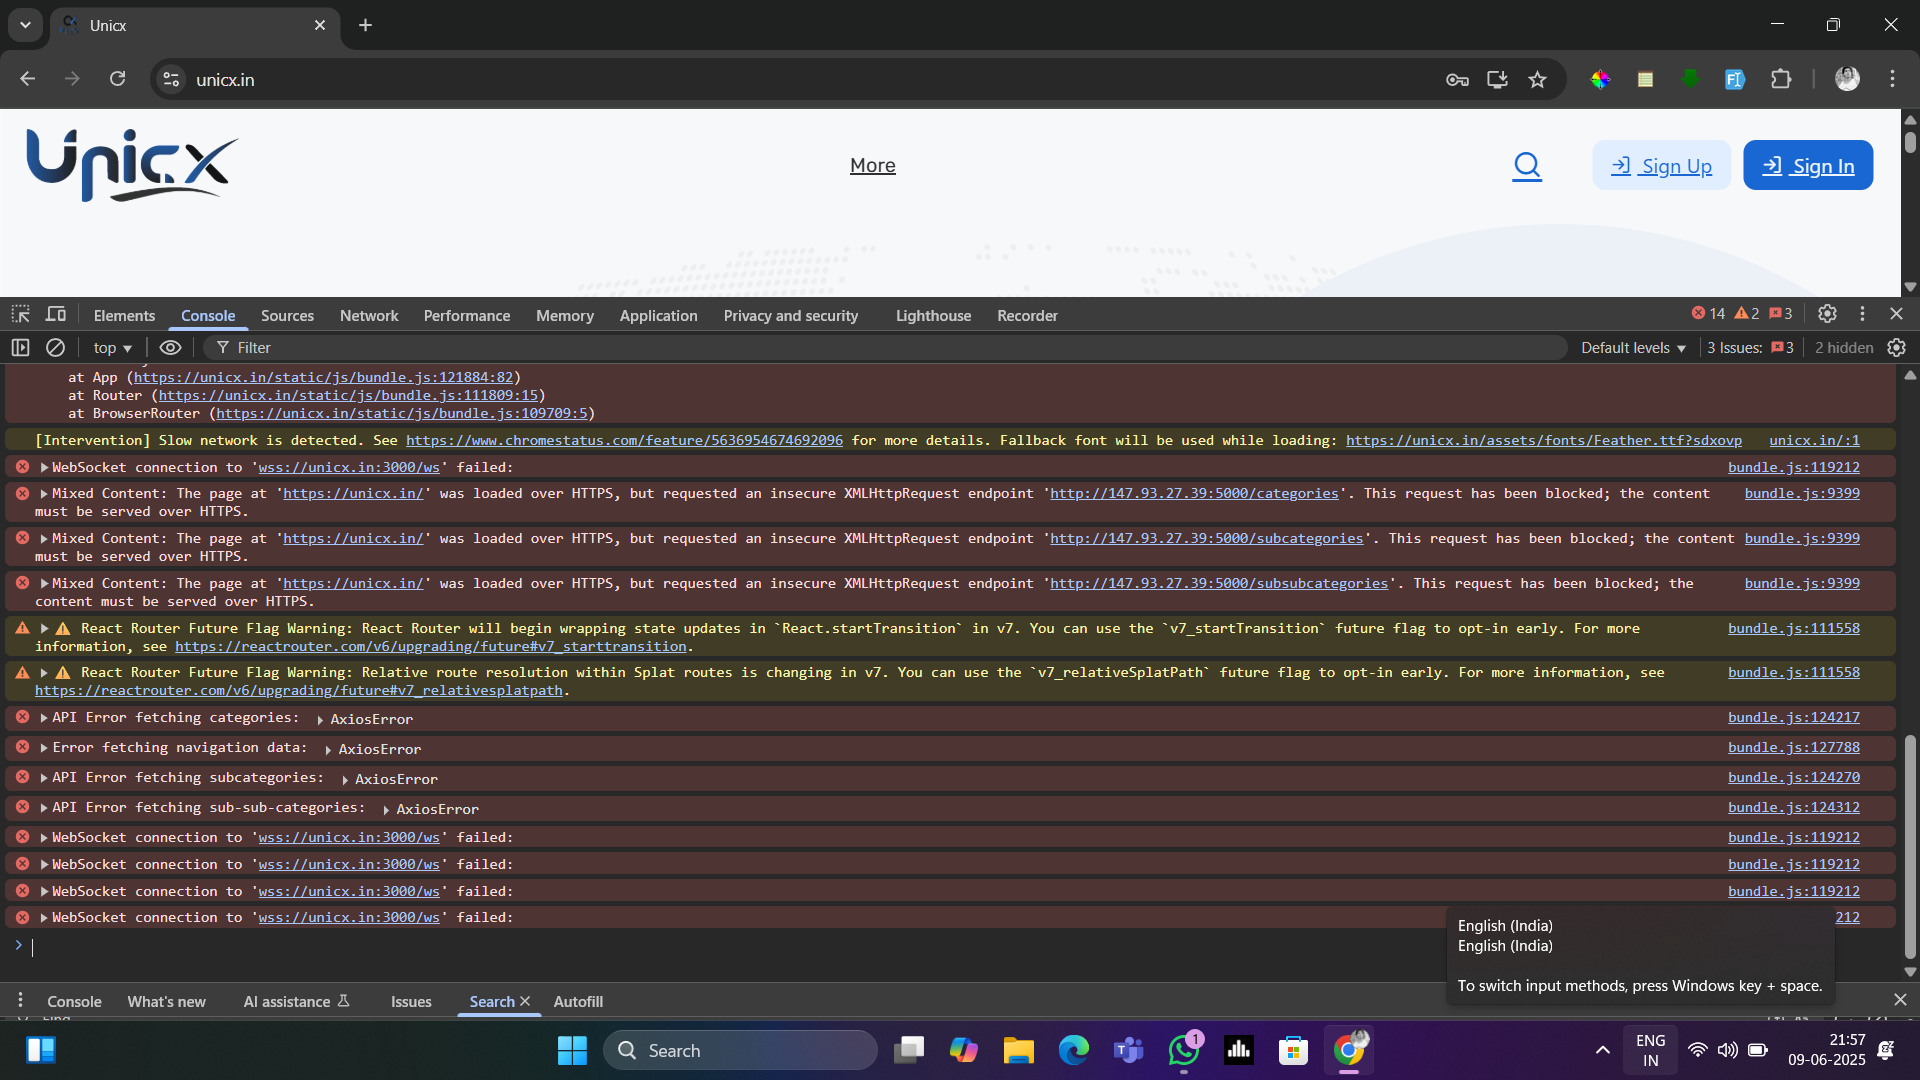 Unicx
unicx.in
Unicx
More
Sign Up
Sign In
Elements
Console
Sources
Network
Performance
Memory
Application
Privacy and security
Lighthouse
Recorder
14
2
3
top
Filter
Default levels
3 Issues:
3
2 hidden
at App (https://unicx.in/static/js/bundle.js:121884:82)
at Router (https://unicx.in/static/js/bundle.js:111809:15)
at BrowserRouter (https://unicx.in/static/js/bundle.js:109709:5)
[Intervention] Slow network is detected. See https://www.chromestatus.com/feature/5636954674692096 for more details. Fallback font will be used while loading: https://unicx.in/assets/fonts/Feather.ttf?sdxovp unicx.in/:1
WebSocket connection to 'wss://unicx.in:3000/ws' failed: bundle.js:119212
Mixed Content: The page at 'https://unicx.in/' was loaded over HTTPS, but requested an insecure XMLHttpRequest endpoint 'http://147.93.27.39:5000/categories'. This request has been blocked; the content bundle.js:9399
must be served over HTTPS.
Mixed Content: The page at 'https://unicx.in/' was loaded over HTTPS, but requested an insecure XMLHttpRequest endpoint 'http://147.93.27.39:5000/subcategories'. This request has been blocked; the content bundle.js:9399
must be served over HTTPS.
Mixed Content: The page at 'https://unicx.in/' was loaded over HTTPS, but requested an insecure XMLHttpRequest endpoint 'http://147.93.27.39:5000/subsubcategories'. This request has been blocked; the bundle.js:9399
content must be served over HTTPS.
React Router Future Flag Warning: React Router will begin wrapping state updates in `React.startTransition` in v7. You can use the `v7_startTransition` future flag to opt-in early. For more bundle.js:111558
information, see https://reactrouter.com/v6/upgrading/future#v7_starttransition.
React Router Future Flag Warning: Relative route resolution within Splat routes is changing in v7. You can use the `v7_relativeSplatPath` future flag to opt-in early. For more information, see bundle.js:111558
https://reactrouter.com/v6/upgrading/future#v7_relativesplatpath.
API Error fetching categories: AxiosError bundle.js:124217
Error fetching navigation data: AxiosError bundle.js:127788
API Error fetching subcategories: AxiosError bundle.js:124270
API Error fetching sub-sub-categories: AxiosError bundle.js:124312
WebSocket connection to 'wss://unicx.in:3000/ws' failed: bundle.js:119212
WebSocket connection to 'wss://unicx.in:3000/ws' failed: bundle.js:119212
WebSocket connection to 'wss://unicx.in:3000/ws' failed: bundle.js:119212
WebSocket connection to 'wss://unicx.in:3000/ws' failed: 212
English (India)
English (India)
To switch input methods, press Windows key + space.
Console
What's new
AI assistance
Issues
Search
Autofill
Search
1
ENG
IN
21:57
09-06-2025